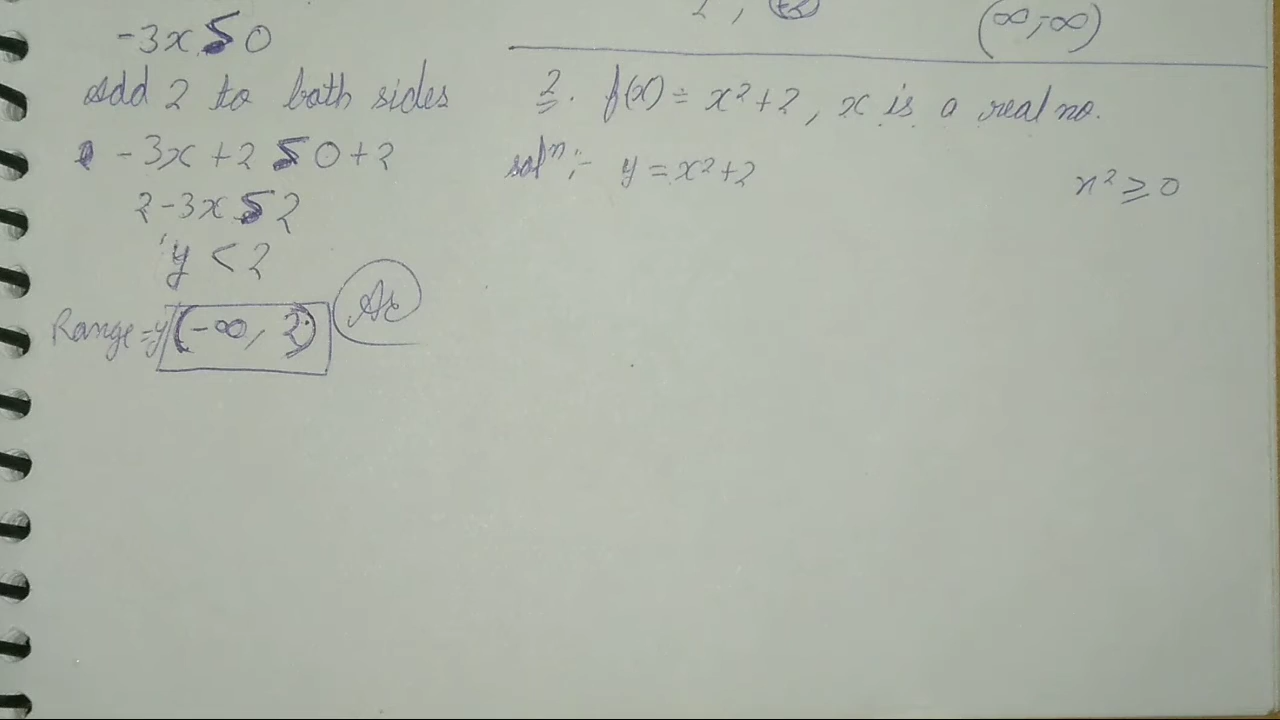 -3x < 0
Add 2 to both sides
-3x + 2 < 0 + 2
2 - 3x < 2
y < 2
Range = y (-∞, 2)
(∞, -∞)
2. f(x) = x² + 2, x is a real no.
solⁿ :- y = x² + 2
x² ≥ 0